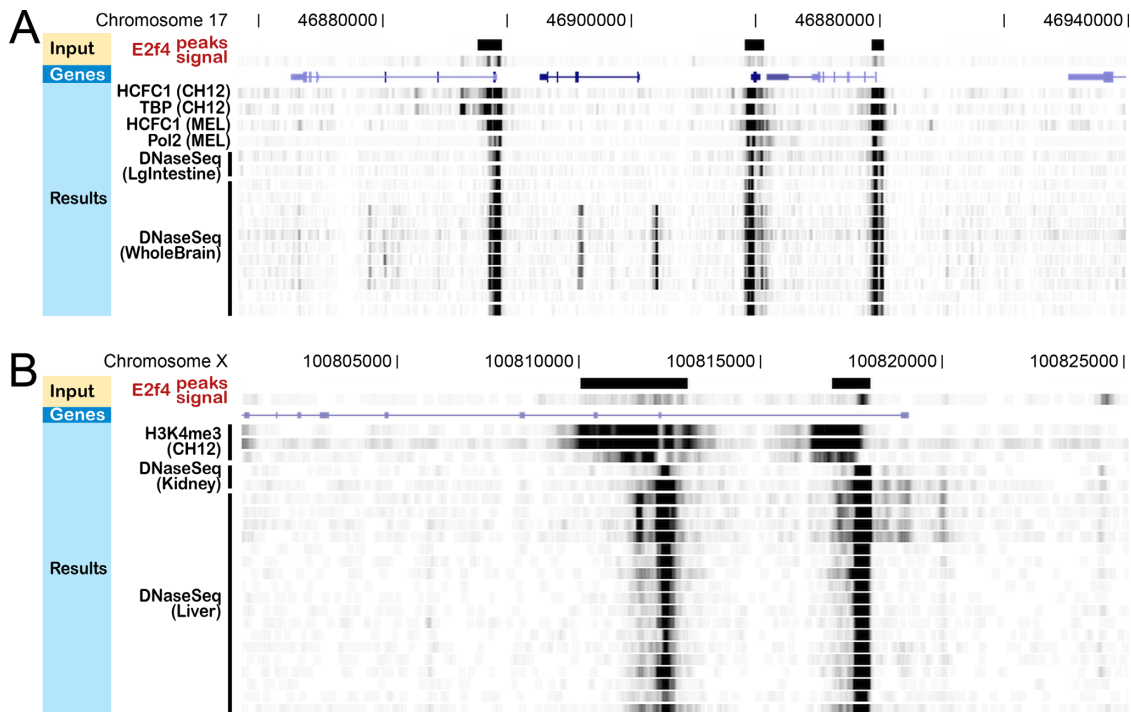 A
Chromosome 17 | 46880000| | 46900000| | 46880000| | 46940000|
Input E2f4 peaks signal
Genes
HCFC1 (CH12)
TBP (CH12)
HCFC1 (MEL)
Pol2 (MEL)
DNaseSeq
(LgIntestine)
Results
DNaseSeq
(WholeBrain)
B
Chromosome X 100805000| 100810000| 100815000| 100820000| 100825000|
Input E2f4 peaks signal
Genes
H3K4me3
(CH12)
DNaseSeq
(Kidney)
Results
DNaseSeq
(Liver)